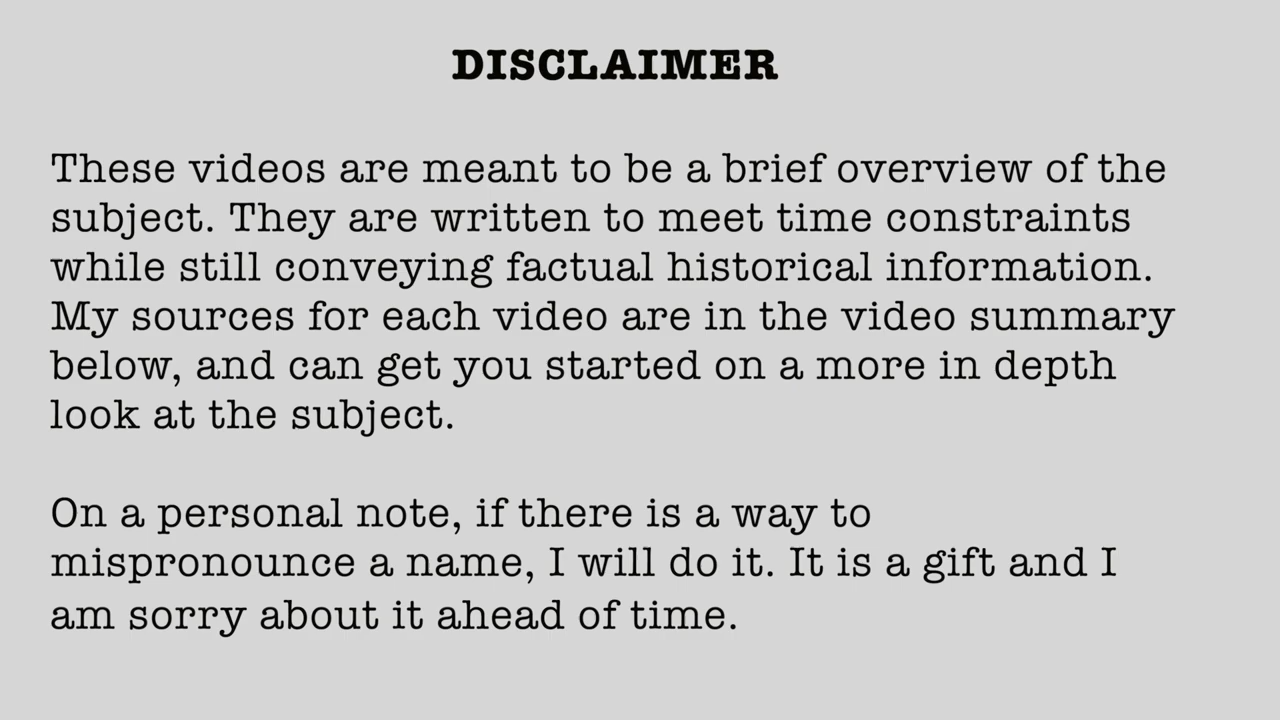 DISCLAIMER
These videos are meant to be a brief overview of the
subject. They are written to meet time constraints
while still conveying factual historical information.
My sources for each video are in the video summary
below, and can get you started on a more in depth
look at the subject.
On a personal note, if there is a way to
mispronounce a name, I will do it. It is a gift and I
am sorry about it ahead of time.